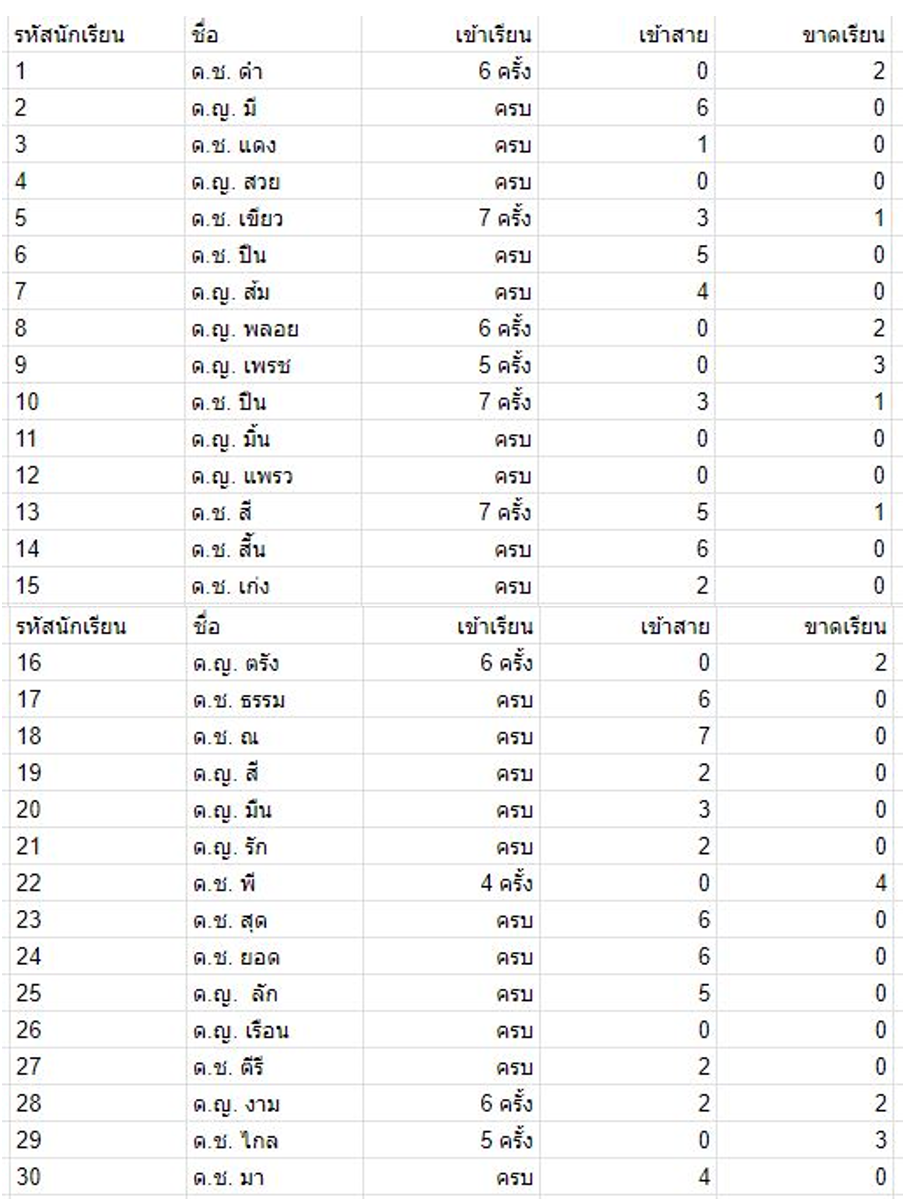 รหัสนักเรียน ชื่อ เข้าเรียน เข้าสาย ขาดเรียน
1 ด.ช. ดำ 6 ครั้ง 0 2
2 ด.ญ. มี ครบ 6 0
3 ด.ช. แดง ครบ 1 0
4 ด.ญ. สวย ครบ 0 0
5 ด.ช. เขียว 7 ครั้ง 3 1
6 ด.ช. ปืน ครบ 5 0
7 ด.ญ. ส้ม ครบ 4 0
8 ด.ญ. พลอย 6 ครั้ง 0 2
9 ด.ญ. เพรช 5 ครั้ง 0 3
10 ด.ช. ปืน 7 ครั้ง 3 1
11 ด.ญ. มิ้น ครบ 0 0
12 ด.ญ. แพรว ครบ 0 0
13 ด.ช. สี 7 ครั้ง 5 1
14 ด.ช. สิ้น ครบ 6 0
15 ด.ช. เก่ง ครบ 2 0
รหัสนักเรียน ชื่อ เข้าเรียน เข้าสาย ขาดเรียน
16 ด.ญ. ตรัง 6 ครั้ง 0 2
17 ด.ช. ธรรม ครบ 6 0
18 ด.ช. ณ ครบ 7 0
19 ด.ญ. สี ครบ 2 0
20 ด.ญ. มืน ครบ 3 0
21 ด.ญ. รัก ครบ 2 0
22 ด.ช. พี 4 ครั้ง 0 4
23 ด.ช. สุด ครบ 6 0
24 ด.ช. ยอด ครบ 6 0
25 ด.ญ. ลัก ครบ 5 0
26 ด.ญ. เรือน ครบ 0 0
27 ด.ช. ตีรี ครบ 2 0
28 ด.ญ. งาม 6 ครั้ง 2 2
29 ด.ช. ไกล 5 ครั้ง 0 3
30 ด.ช. มา ครบ 4 0